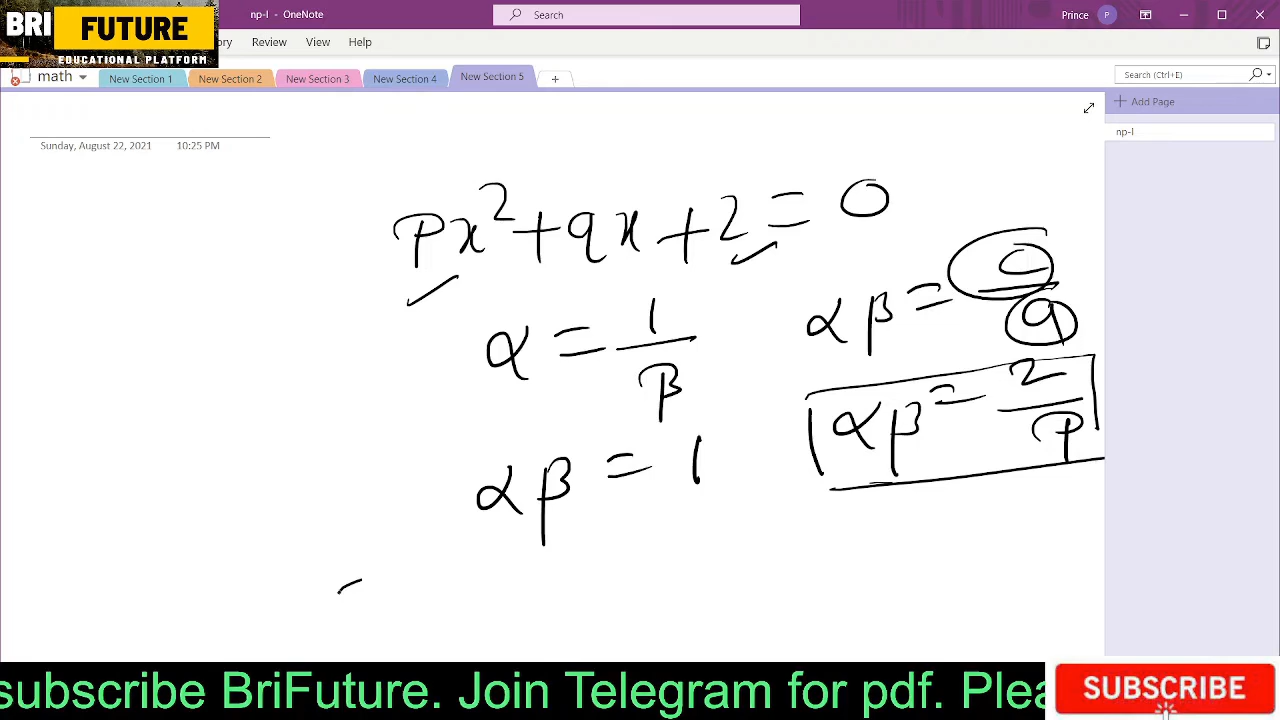 np-l - OneNote
Search
Prince P
BRI FUTURE
EDUCATIONAL PLATFORM
Review View Help
math New Section 1 New Section 2 New Section 3 New Section 4 New Section 5 +
Search (Ctrl+E)
Add Page
np-l
Sunday, August 22, 2021 10:25 PM
px²+qx+2=0
α = 1/β
αβ = c/a
αβ = 2/p
αβ = 1
subscribe BriFuture. Join Telegram for pdf. Plea
SUBSCRIBE